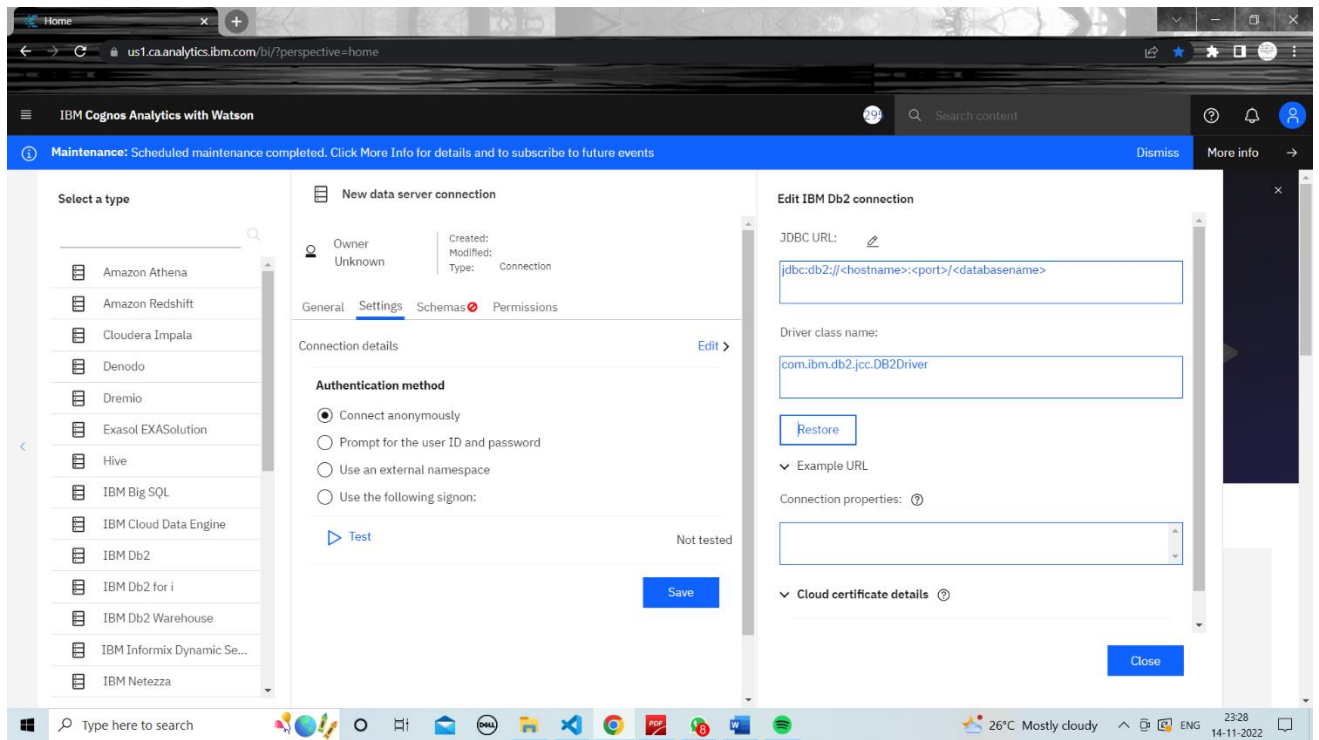 Home
us1.ca.analytics.ibm.com/bi/?perspective=home
IBM Cognos Analytics with Watson
Search content
Maintenance: Scheduled maintenance completed. Click More Info for details and to subscribe to future events
Dismiss
More info
Select a type
Amazon Athena
Amazon Redshift
Cloudera Impala
Denodo
Dremio
Exasol EXASolution
Hive
IBM Big SQL
IBM Cloud Data Engine
IBM Db2
IBM Db2 for i
IBM Db2 Warehouse
IBM Informix Dynamic Se...
IBM Netezza
New data server connection
Owner
Unknown
Created:
Modified:
Type: Connection
General Settings Schemas Permissions
Connection details
Edit
Authentication method
Connect anonymously
Prompt for the user ID and password
Use an external namespace
Use the following signon:
Test
Not tested
Save
Edit IBM Db2 connection
JDBC URL:
jdbc:db2://<hostname>:<port>/<databasename>
Driver class name:
com.ibm.db2.jcc.DB2Driver
Restore
Example URL
Connection properties:
Cloud certificate details
Close
Type here to search
DELL
PDF
26°C Mostly cloudy
ENG
23:28
14-11-2022